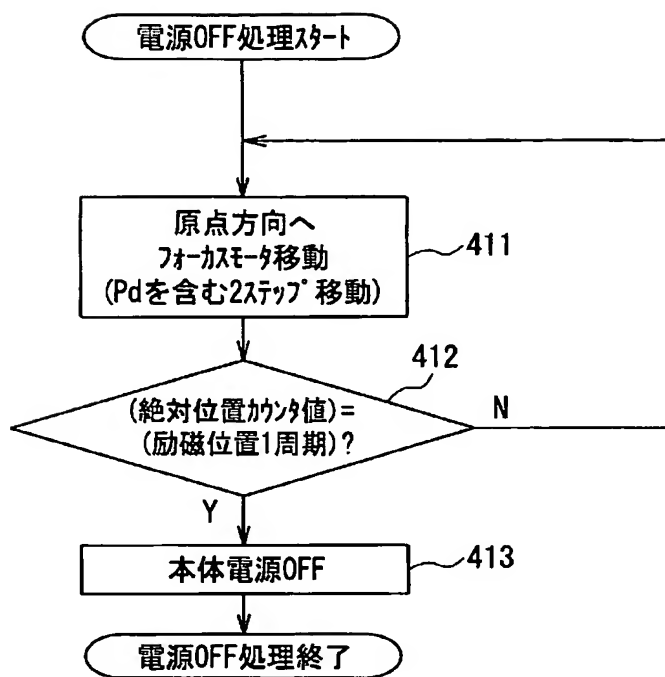 電源OFF処理スタート
原点方向へ
フォーカスモータ移動
(Pdを含む2ステップ移動)
411
412
(絶対位置カウンタ値)=
(励磁位置1周期)?
N
Y
本体電源OFF
413
電源OFF処理終了